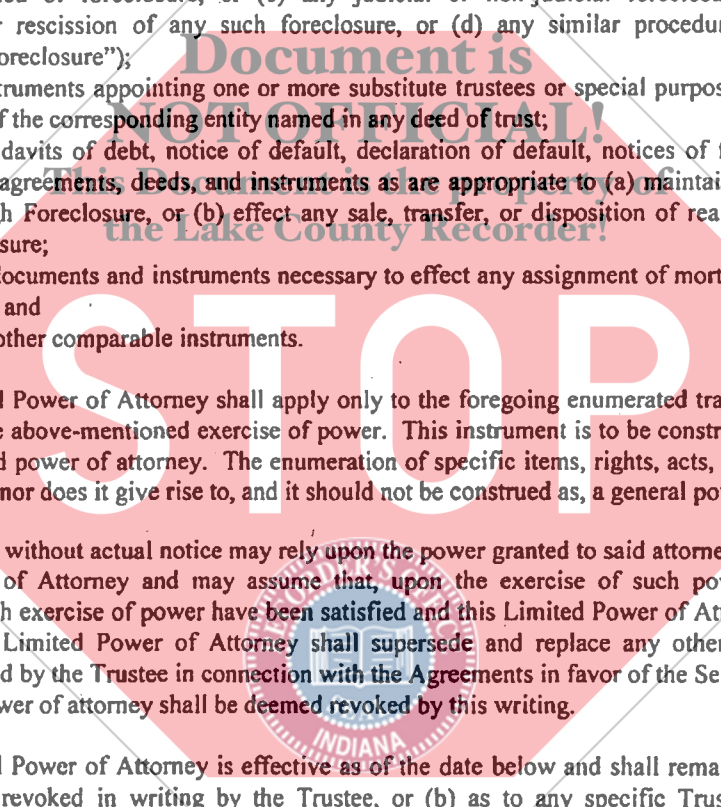 rescission of any such foreclosure, or (d) any similar procedur
oreclosure");
Document is
truments appointing one or more substitute trustees or special purpos
f the corresponding entity named in any deed of trust;
NOT OFFICIAL!
davits of debt, notice of default, declaration of default, notices of f
agreements, deeds, and instruments as are appropriate to (a) maintai
This Document is the property of
h Foreclosure, or (b) effect any sale, transfer, or disposition of rea
the Lake County Recorder!
sure;
documents and instruments necessary to effect any assignment of mort
and
other comparable instruments.
STOP
l Power of Attorney shall apply only to the foregoing enumerated tra
e above-mentioned exercise of power. This instrument is to be constr
d power of attorney. The enumeration of specific items, rights, acts,
nor does it give rise to, and it should not be construed as, a general po
without actual notice may rely upon the power granted to said attorne
of Attorney and may assume that, upon the exercise of such po
h exercise of power have been satisfied and this Limited Power of At
Limited Power of Attorney shall supersede and replace any other
d by the Trustee in connection with the Agreements in favor of the Se
wer of attorney shall be deemed revoked by this writing.
RECORDER'S OFFICE
SEAL
INDIANA
l Power of Attorney is effective as of the date below and shall rema
revoked in writing by the Trustee, or (b) as to any specific Trus